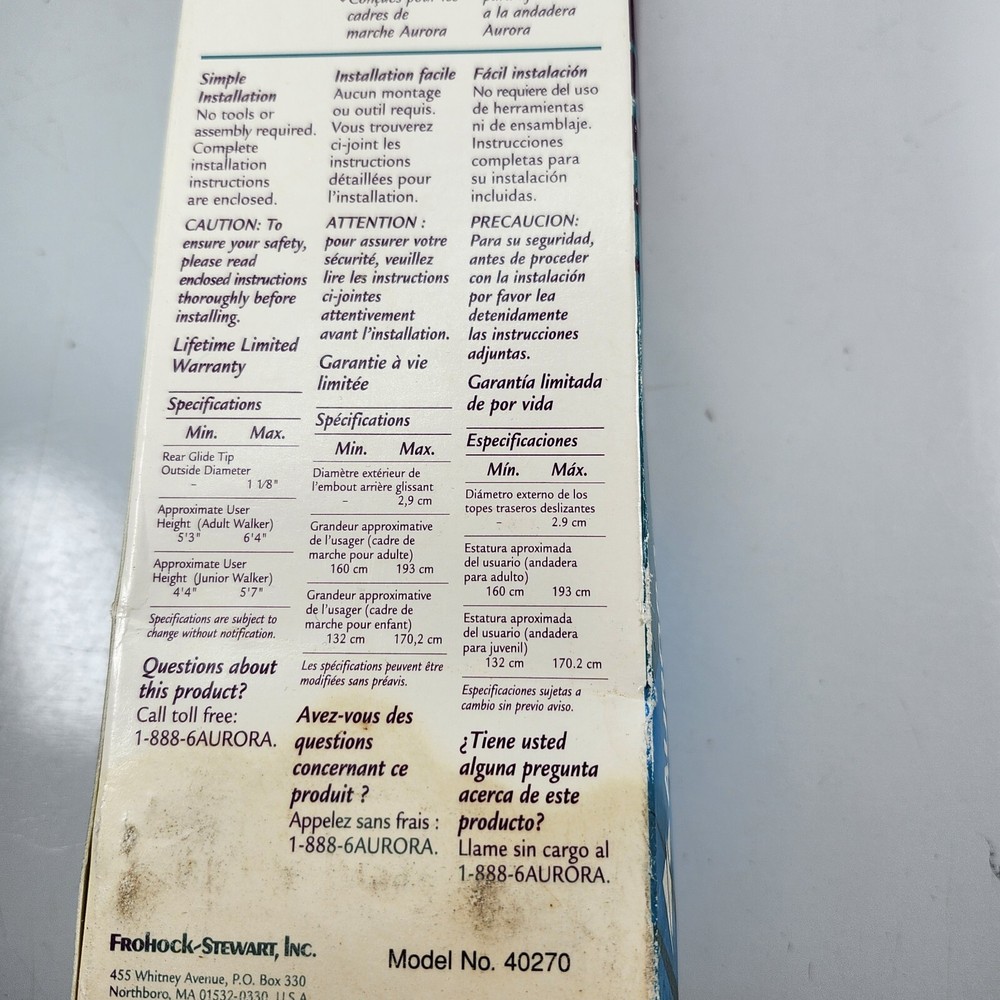 cadres de
marche Aurora
a la andadera
Aurora
Simple
Installation
No tools or
assembly required.
Complete
installation
instructions
are enclosed.
CAUTION: To
ensure your safety,
please read
enclosed instructions
thoroughly before
installing.
Lifetime Limited
Warranty
Specifications
Min. Max.
Rear Glide Tip
Outside Diameter
– 1 1/8"
Approximate User
Height (Adult Walker)
5'3" 6'4"
Approximate User
Height (Junior Walker)
4'4" 5'7"
Specifications are subject to
change without notification.
Questions about
this product?
Call toll free:
1-888-6AURORA.
Installation facile
Aucun montage
ou outil requis.
Vous trouverez
ci-joint les
instructions
détaillées pour
l'installation.
ATTENTION :
pour assurer votre
sécurité, veuillez
lire les instructions
ci-jointes
attentivement
avant l'installation.
Garantie à vie
limitée
Spécifications
Min. Max.
Diamètre extérieur de
l'embout arrière glissant
– 2,9 cm
Grandeur approximative
de l'usager (cadre de
marche pour adulte)
160 cm 193 cm
Grandeur approximative
de l'usager (cadre de
marche pour enfant)
132 cm 170,2 cm
Les spécifications peuvent être
modifiées sans préavis.
Avez-vous des
questions
concernant ce
produit ?
Appelez sans frais :
1-888-6AURORA.
Fácil instalación
No requiere del uso
de herramientas
ni de ensamblaje.
Instrucciones
completas para
su instalación
incluidas.
PRECAUCION:
Para su seguridad,
antes de proceder
con la instalación
por favor lea
detenidamente
las instrucciones
adjuntas.
Garantía limitada
de por vida
Especificaciones
Mín. Máx.
Diámetro externo de los
topes traseros deslizantes
– 2.9 cm
Estatura aproximada
del usuario (andadera
para adulto)
160 cm 193 cm
Estatura aproximada
del usuario (andadera
para juvenil)
132 cm 170.2 cm
Especificaciones sujetas a
cambio sin previo aviso.
¿Tiene usted
alguna pregunta
acerca de este
producto?
Llame sin cargo al
1-888-6AURORA.
Frohock-Stewart, Inc.
455 Whitney Avenue, P.O. Box 330
Northboro, MA 01532-0330 U.S.A.
Model No. 40270